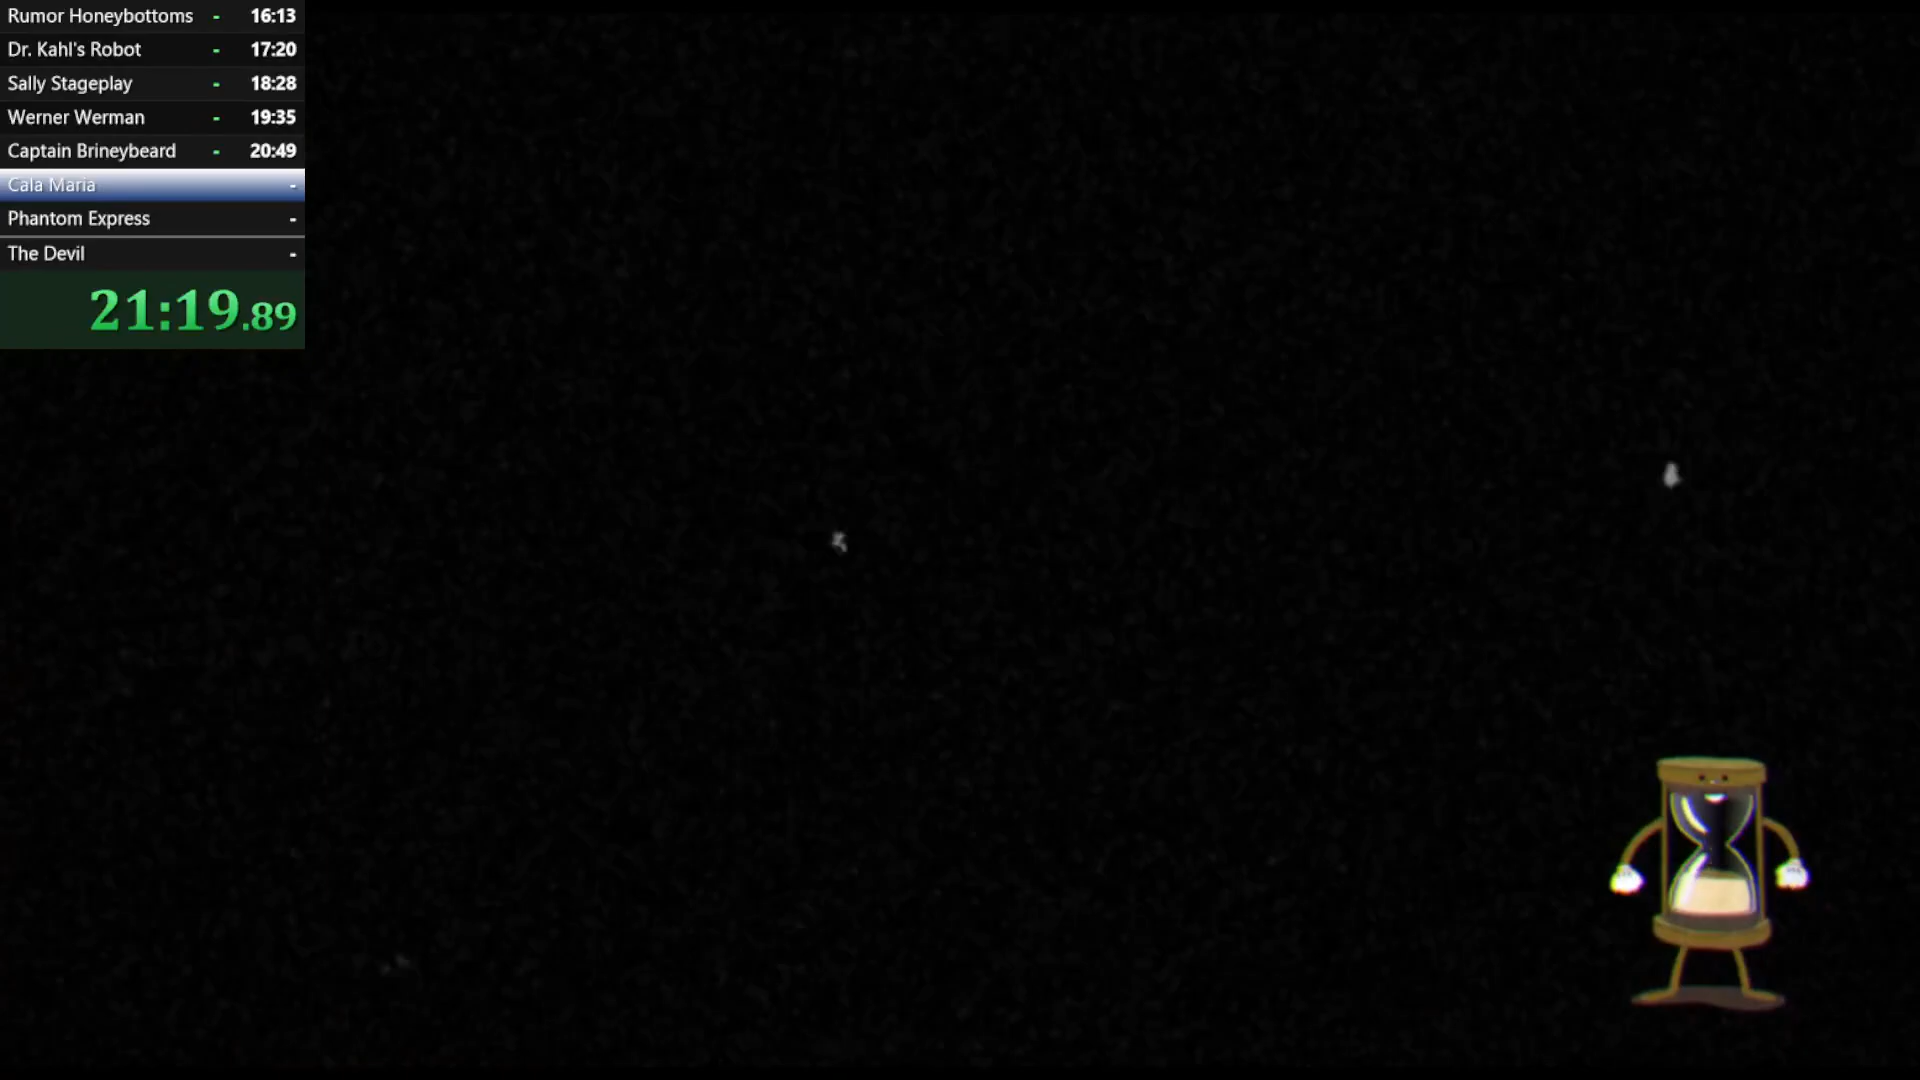 Rumor Honeybottoms - 16:13
Dr. Kahl's Robot - 17:20
Sally Stageplay - 18:28
Werner Werman - 19:35
Captain Brineybeard - 20:49
Cala Maria -
Phantom Express -
The Devil -
21:19.89